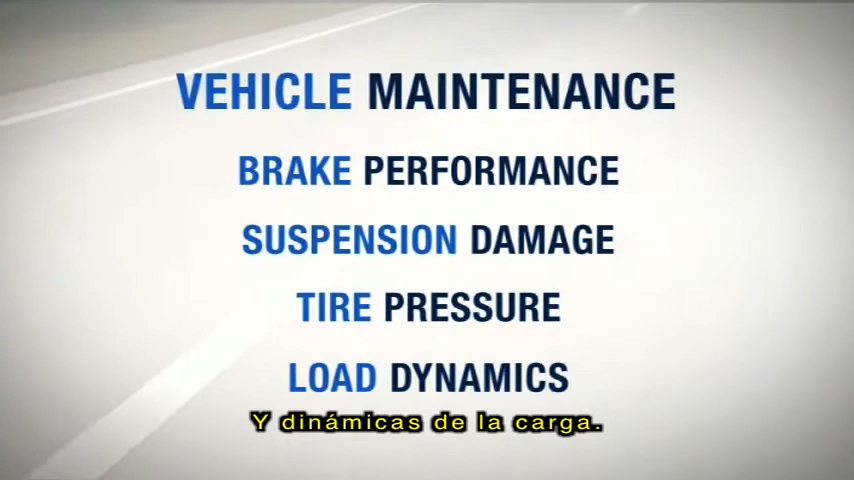 VEHICLE MAINTENANCE
BRAKE PERFORMANCE
SUSPENSION DAMAGE
TIRE PRESSURE
LOAD DYNAMICS
Y dinámicas de la carga.